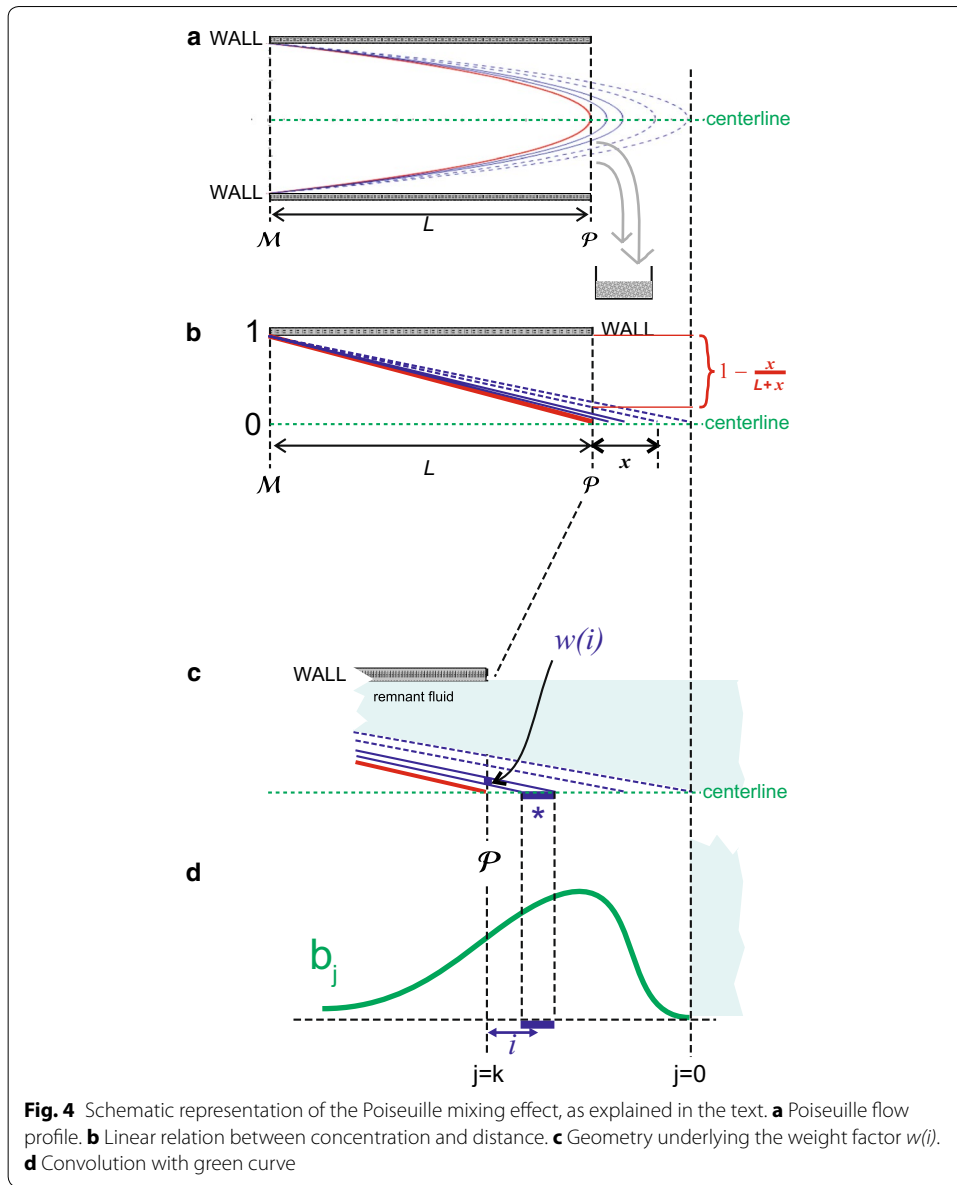 a WALL
centerline
WALL
L
M P
b 1 WALL
1 − x/(L+x)
0 centerline
L x
M P
w(i)
c WALL
remnant fluid
centerline
*
P
d
b_j
i
j=k j=0
Fig. 4 Schematic representation of the Poiseuille mixing effect, as explained in the text. a Poiseuille flow
profile. b Linear relation between concentration and distance. c Geometry underlying the weight factor w(i).
d Convolution with green curve